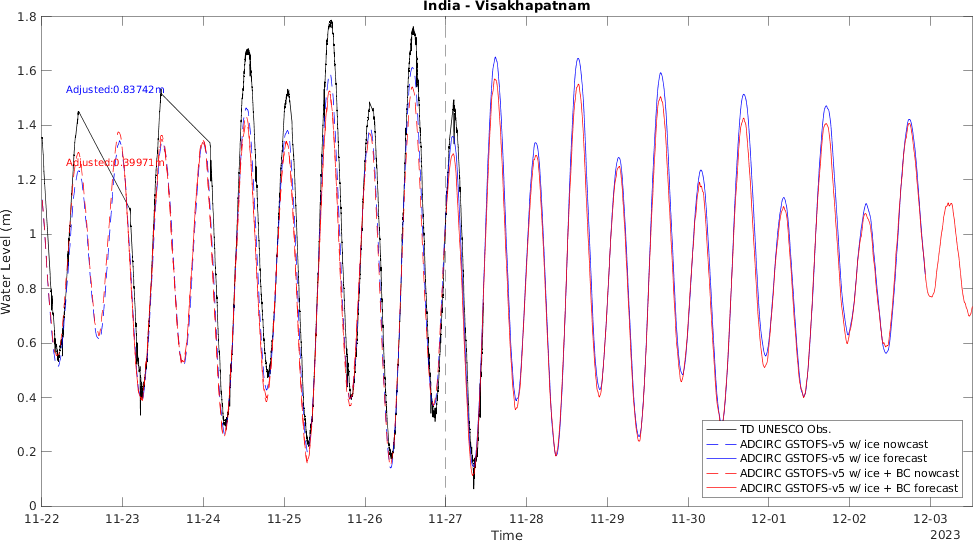 India - Visakhapatnam
1.8
1.6
1.4
1.2
1
0.8
0.6
0.4
0.2
0
Water Level (m)
Adjusted:0.83742m
Adjusted:0.39971m
TD UNESCO Obs.
ADCIRC GSTOFS-v5 w/ ice nowcast
ADCIRC GSTOFS-v5 w/ ice forecast
ADCIRC GSTOFS-v5 w/ ice + BC nowcast
ADCIRC GSTOFS-v5 w/ ice + BC forecast
11-22 11-23 11-24 11-25 11-26 11-27 11-28 11-29 11-30 12-01 12-02 12-03
Time
2023